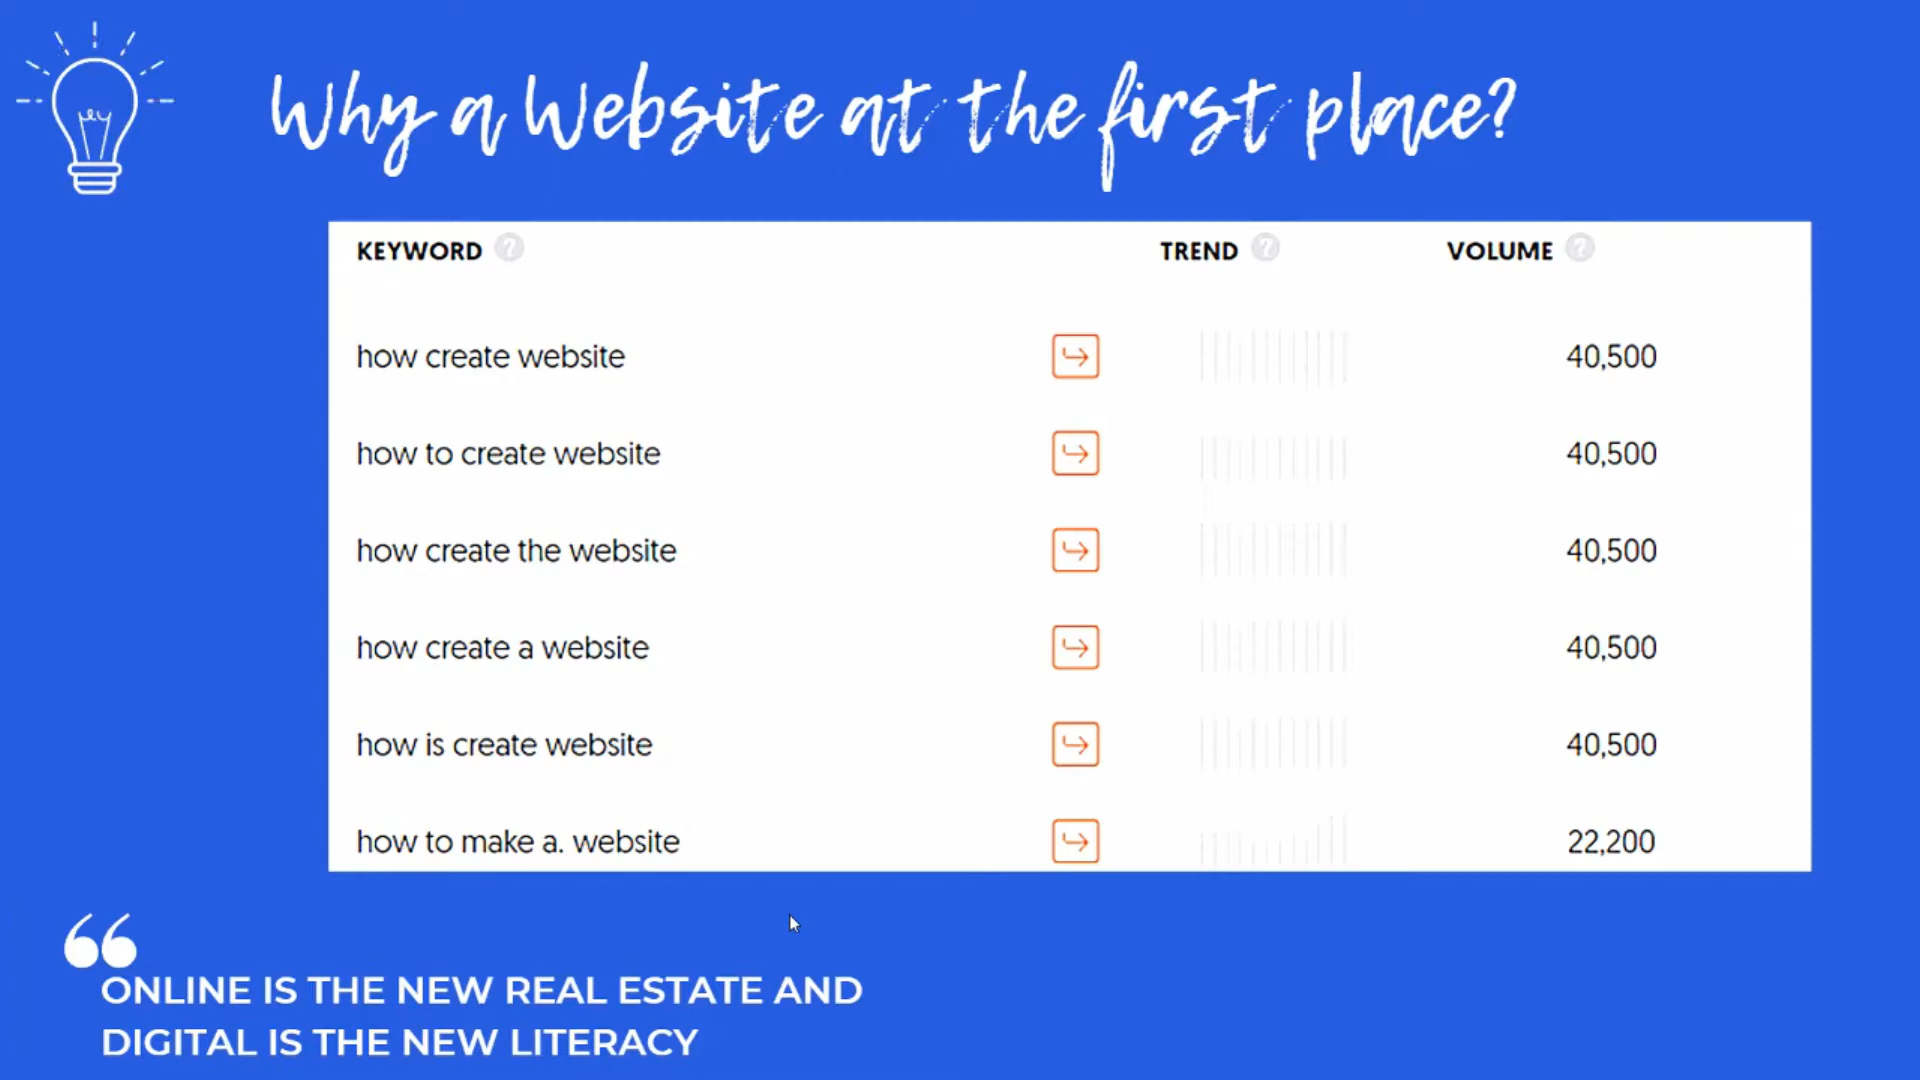 Why a Website at the first place?
KEYWORD ? TREND ? VOLUME ?
how create website 40,500
how to create website 40,500
how create the website 40,500
how create a website 40,500
how is create website 40,500
how to make a. website 22,200
ONLINE IS THE NEW REAL ESTATE AND
DIGITAL IS THE NEW LITERACY